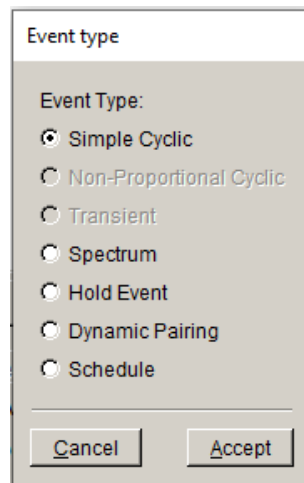 Event type
Event Type:
Simple Cyclic
Non-Proportional Cyclic
Transient
Spectrum
Hold Event
Dynamic Pairing
Schedule
Cancel Accept